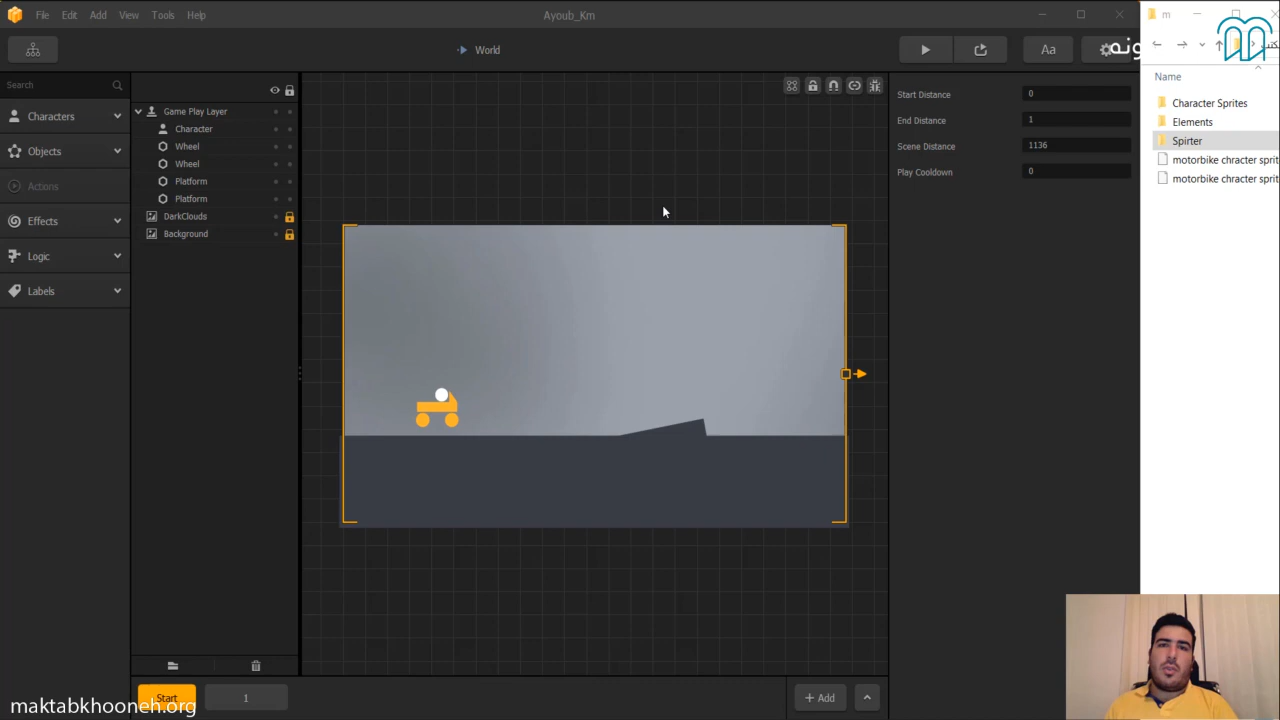 File Edit Add View Tools Help
Ayoub_Km
m
World
Aa
Search
Characters
Objects
Actions
Effects
Logic
Labels
Game Play Layer
Character
Wheel
Wheel
Platform
Platform
DarkClouds
Background
Start Distance 0
End Distance 1
Scene Distance 1136
Play Cooldown 0
Name
Character Sprites
Elements
Spirter
motorbike chracter sprit
motorbike chracter sprit
Start
1
+ Add
maktabkhooneh.org